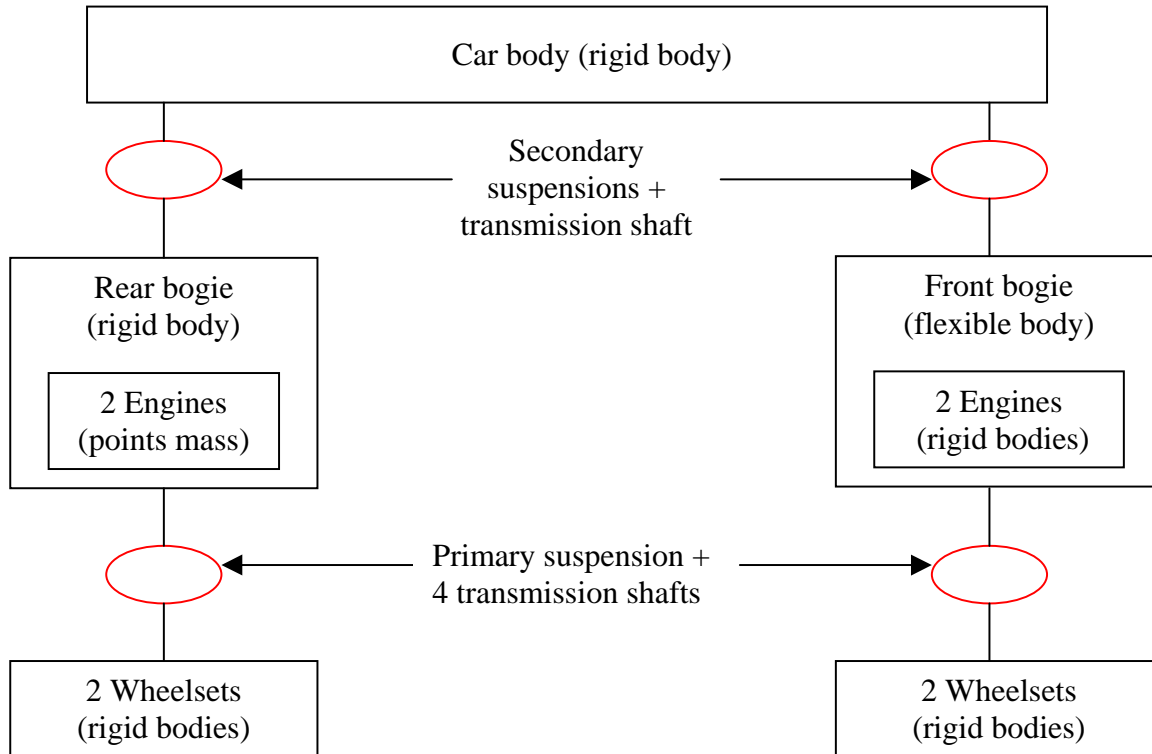 Car body (rigid body)
Secondary
suspensions +
transmission shaft
Rear bogie
(rigid body)
2 Engines
(points mass)
Front bogie
(flexible body)
2 Engines
(rigid bodies)
Primary suspension +
4 transmission shafts
2 Wheelsets
(rigid bodies)
2 Wheelsets
(rigid bodies)